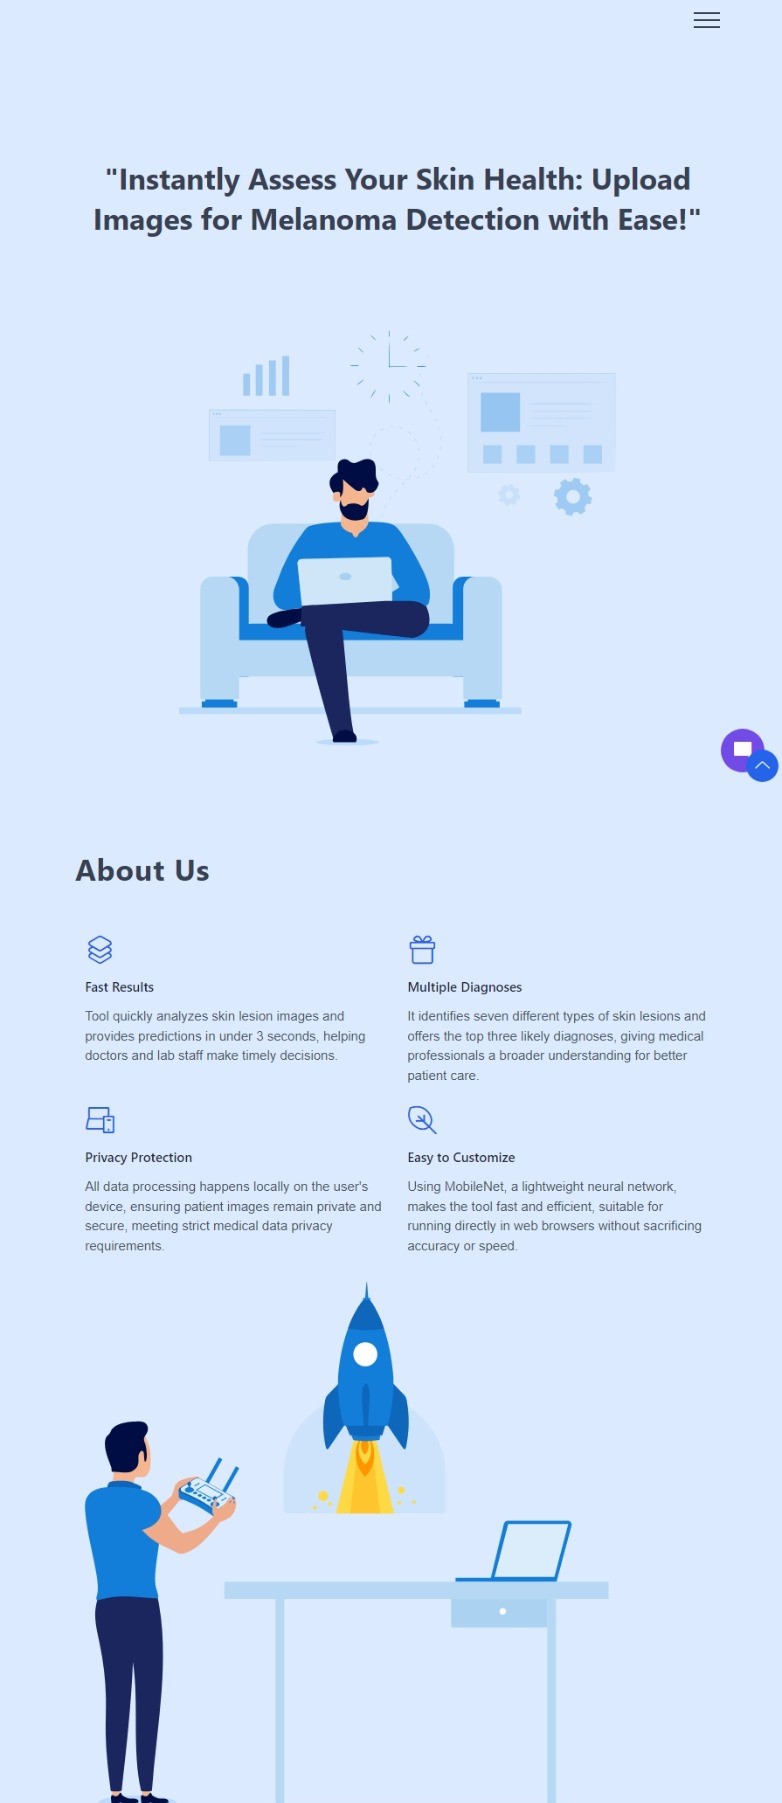 "Instantly Assess Your Skin Health: Upload
Images for Melanoma Detection with Ease!"
About Us
Fast Results
Tool quickly analyzes skin lesion images and
provides predictions in under 3 seconds, helping
doctors and lab staff make timely decisions.
Multiple Diagnoses
It identifies seven different types of skin lesions and
offers the top three likely diagnoses, giving medical
professionals a broader understanding for better
patient care.
Privacy Protection
All data processing happens locally on the user's
device, ensuring patient images remain private and
secure, meeting strict medical data privacy
requirements.
Easy to Customize
Using MobileNet, a lightweight neural network,
makes the tool fast and efficient, suitable for
running directly in web browsers without sacrificing
accuracy or speed.